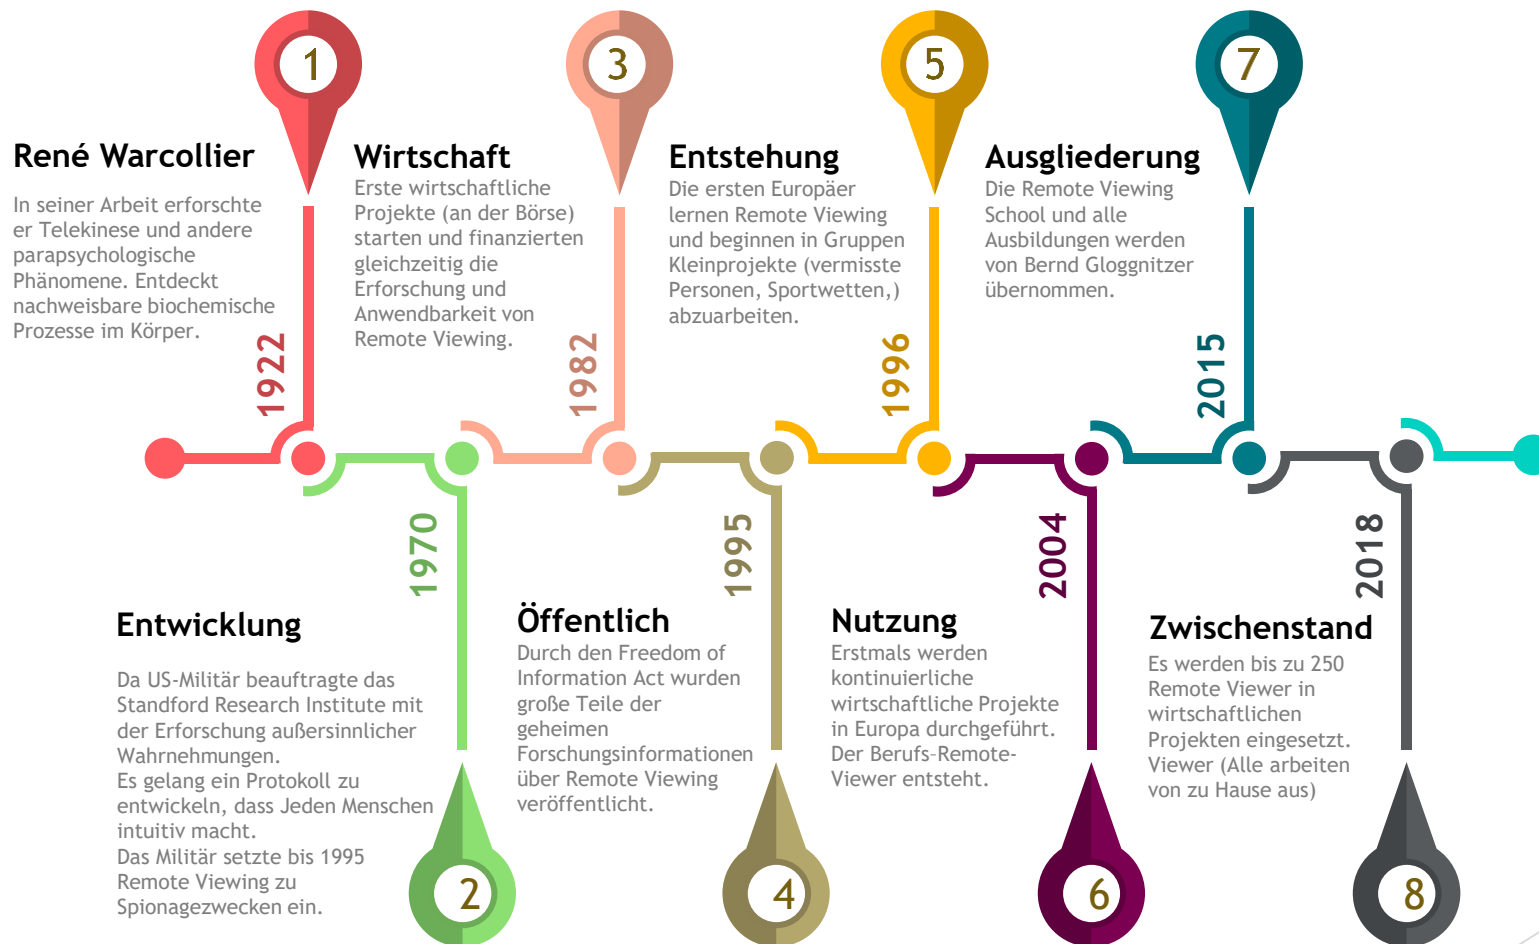 1
René Warcollier
In seiner Arbeit erforschte
er Telekinese und andere
parapsychologische
Phänomene. Entdeckt
nachweisbare biochemische
Prozesse im Körper.
1922
3
Wirtschaft
Erste wirtschaftliche
Projekte (an der Börse)
starten und finanzierten
gleichzeitig die
Erforschung und
Anwendbarkeit von
Remote Viewing.
1982
5
Entstehung
Die ersten Europäer
lernen Remote Viewing
und beginnen in Gruppen
Kleinprojekte (vermisste
Personen, Sportwetten,)
abzuarbeiten.
1996
7
Ausgliederung
Die Remote Viewing
School und alle
Ausbildungen werden
von Bernd Gloggnitzer
übernommen.
2015
1970
Entwicklung
Da US-Militär beauftragte das
Standford Research Institute mit
der Erforschung außersinnlicher
Wahrnehmungen.
Es gelang ein Protokoll zu
entwickeln, dass Jeden Menschen
intuitiv macht.
Das Militär setzte bis 1995
Remote Viewing zu
Spionagezwecken ein.
2
1995
Öffentlich
Durch den Freedom of
Information Act wurden
große Teile der
geheimen
Forschungsinformationen
über Remote Viewing
veröffentlicht.
4
2004
Nutzung
Erstmals werden
kontinuierliche
wirtschaftliche Projekte
in Europa durchgeführt.
Der Berufs-Remote-
Viewer entsteht.
6
2018
Zwischenstand
Es werden bis zu 250
Remote Viewer in
wirtschaftlichen
Projekten eingesetzt.
Viewer (Alle arbeiten
von zu Hause aus)
8